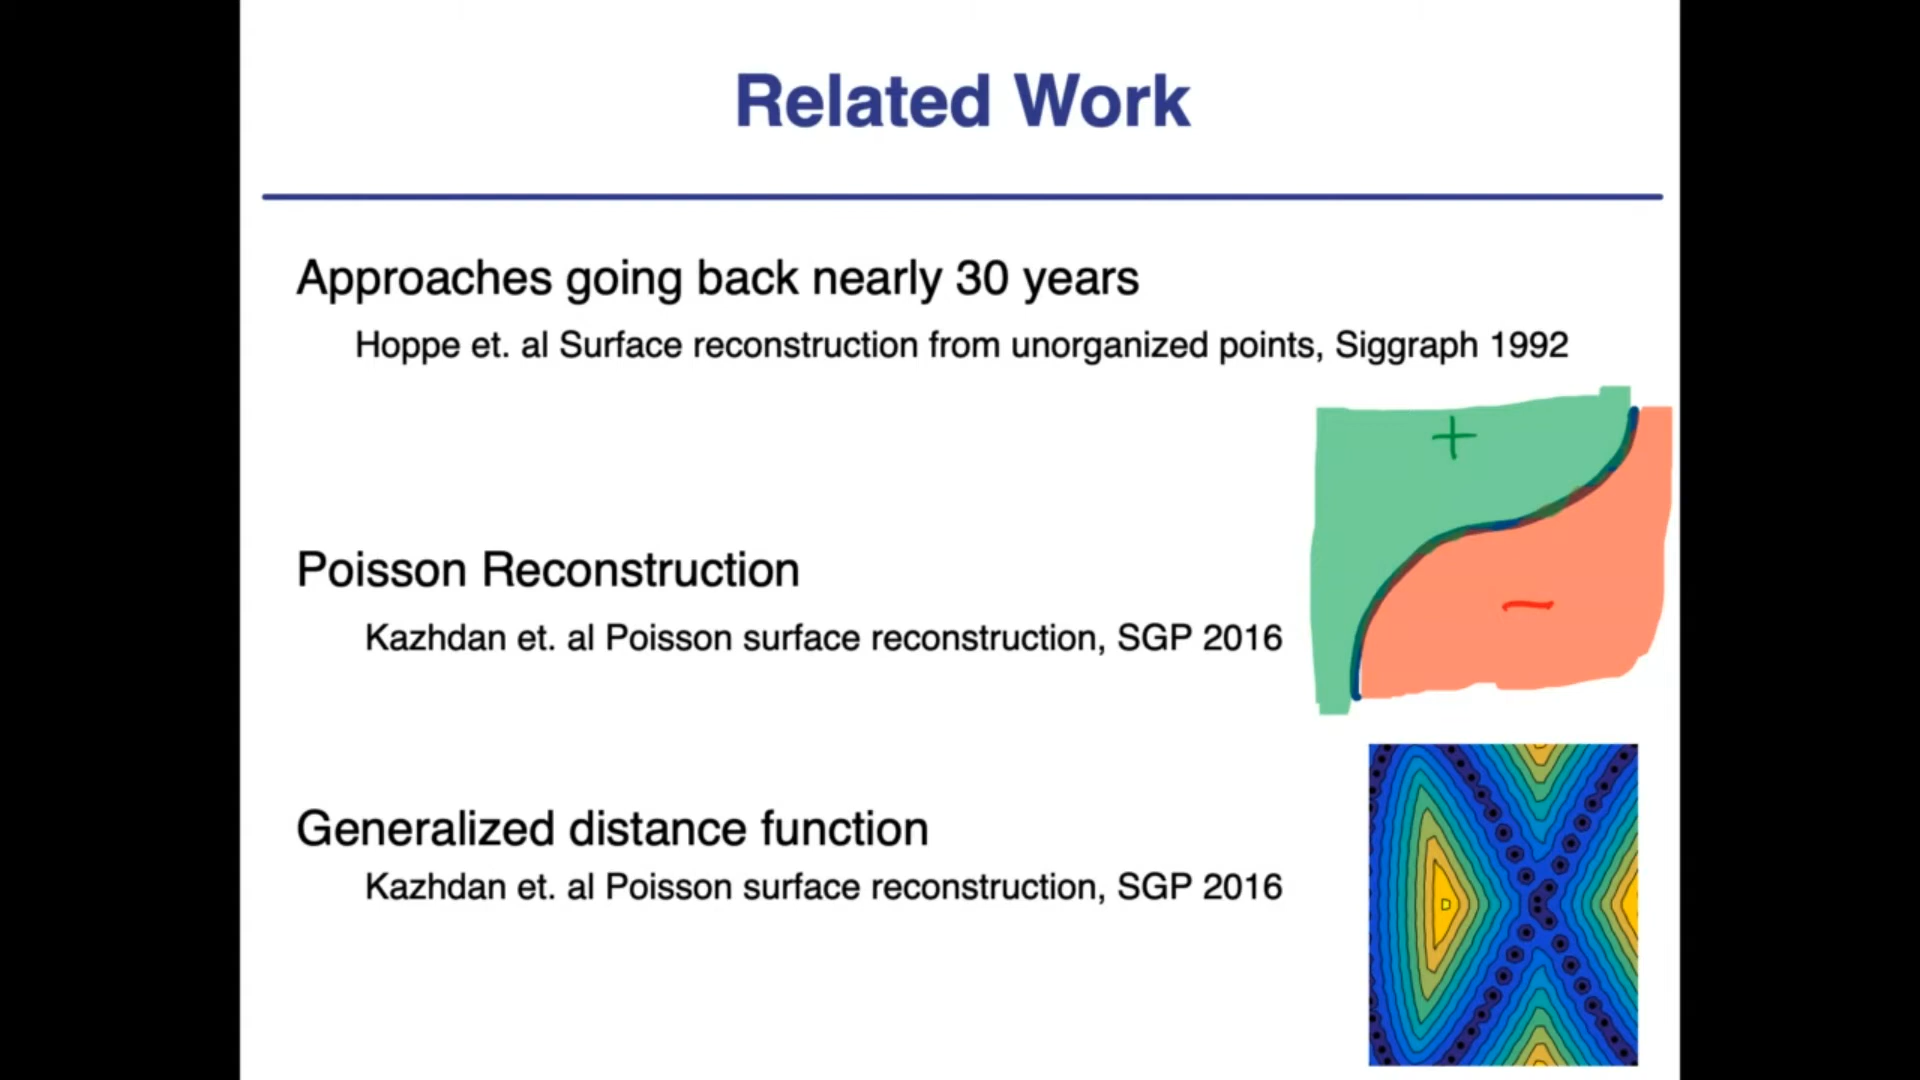 Related Work
Approaches going back nearly 30 years
Hoppe et. al Surface reconstruction from unorganized points, Siggraph 1992
+
Poisson Reconstruction
−
Kazhdan et. al Poisson surface reconstruction, SGP 2016
Generalized distance function
Kazhdan et. al Poisson surface reconstruction, SGP 2016